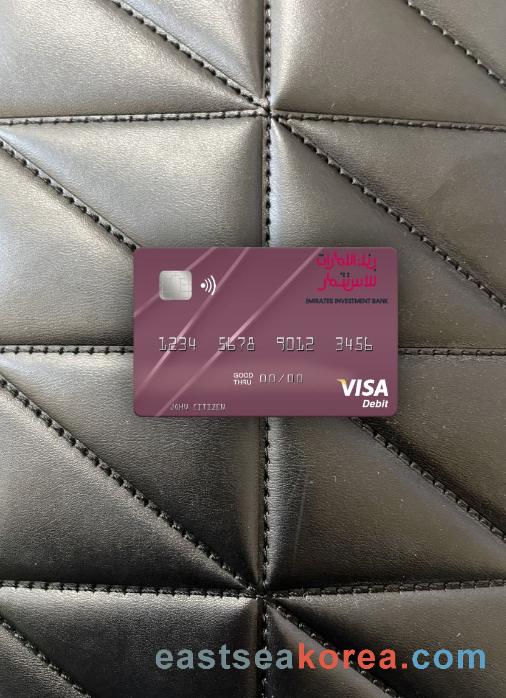 بنك الإمارات
للاستثمار
EMIRATES INVESTMENT BANK
1234 5678 9012 3456
GOOD
THRU 00/00
VISA
Debit
JOHN CITIZEN
eastseakorea.com